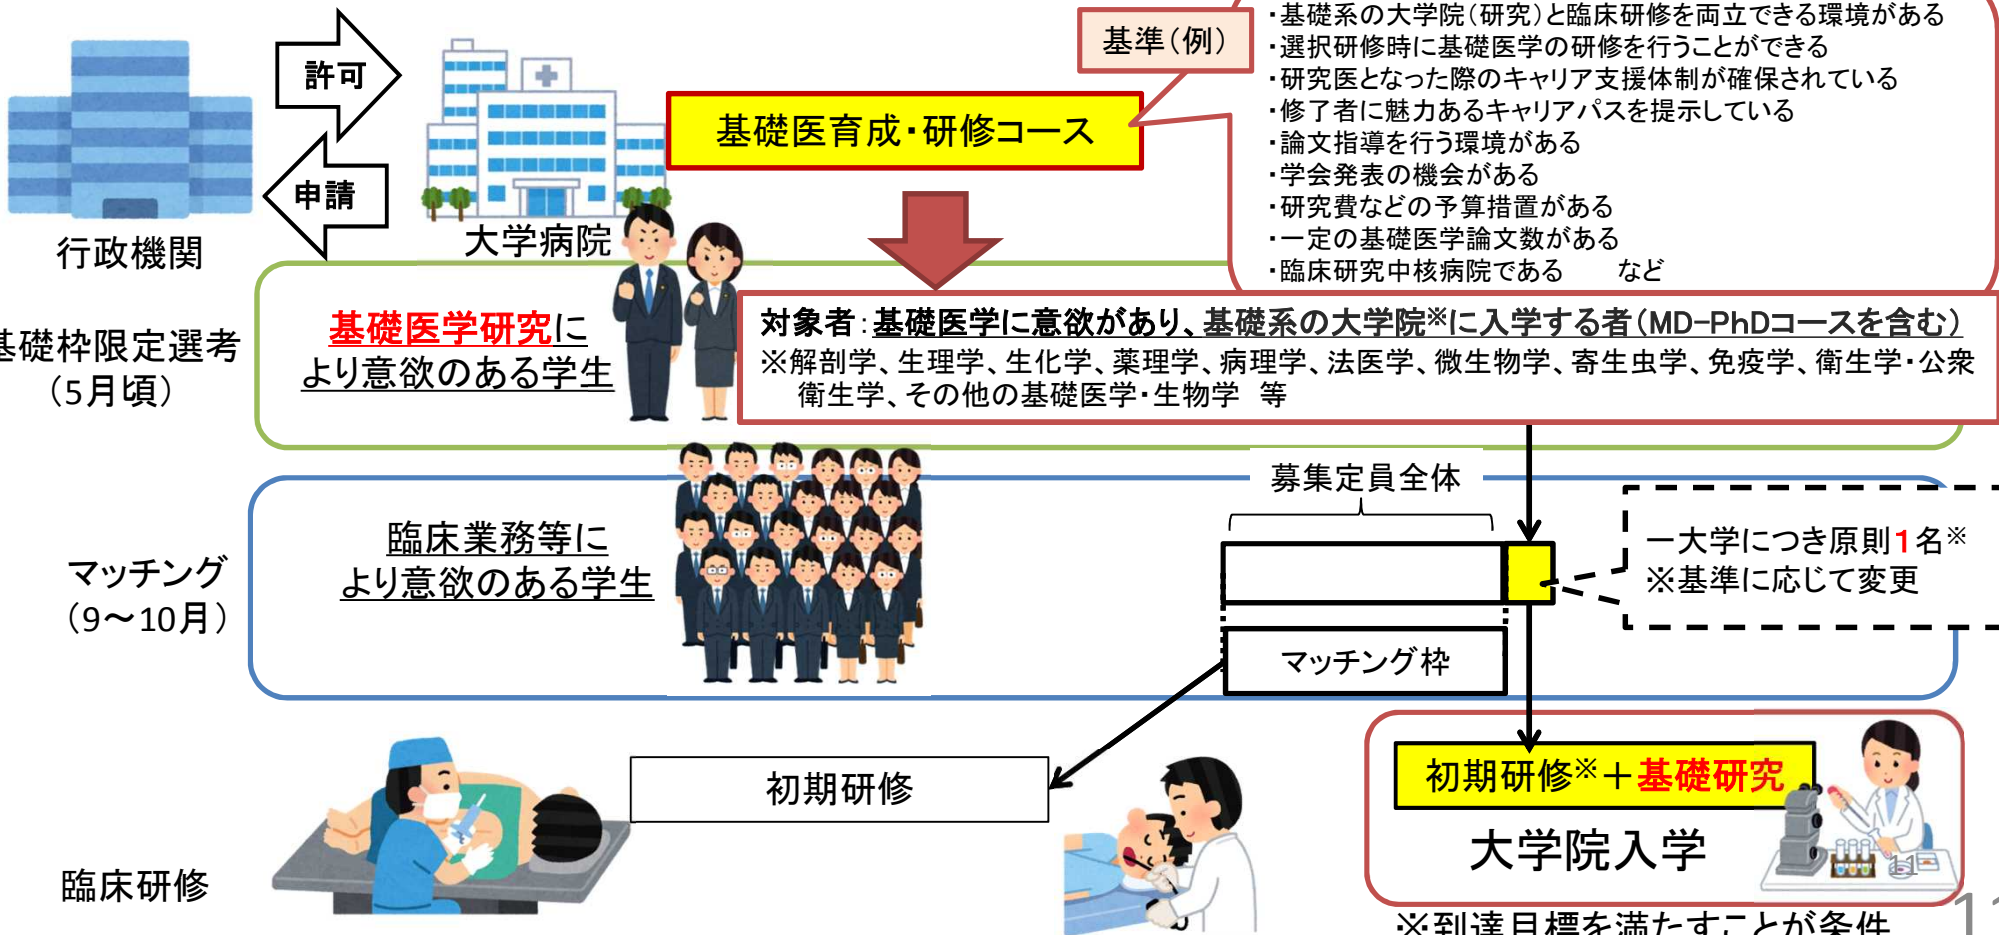 許可
申請
行政機関
大学病院
基礎医育成・研修コース
基準（例）
・基礎系の大学院（研究）と臨床研修を両立できる環境がある
・選択研修時に基礎医学の研修を行うことができる
・研究医となった際のキャリア支援体制が確保されている
・修了者に魅力あるキャリアパスを提示している
・論文指導を行う環境がある
・学会発表の機会がある
・研究費などの予算措置がある
・一定の基礎医学論文数がある
・臨床研究中核病院である　　など
基礎枠限定選考
（5月頃）
基礎医学研究に
より意欲のある学生
対象者：基礎医学に意欲があり、基礎系の大学院※に入学する者（MD-PhDコースを含む）
※解剖学、生理学、生化学、薬理学、病理学、法医学、微生物学、寄生虫学、免疫学、衛生学・公衆
衛生学、その他の基礎医学・生物学　等
マッチング
（9～10月）
臨床業務等に
より意欲のある学生
募集定員全体
マッチング枠
一大学につき原則1名※
※基準に応じて変更
臨床研修
初期研修
初期研修※＋基礎研究
大学院入学
11
※到達目標を満たすことが条件
11